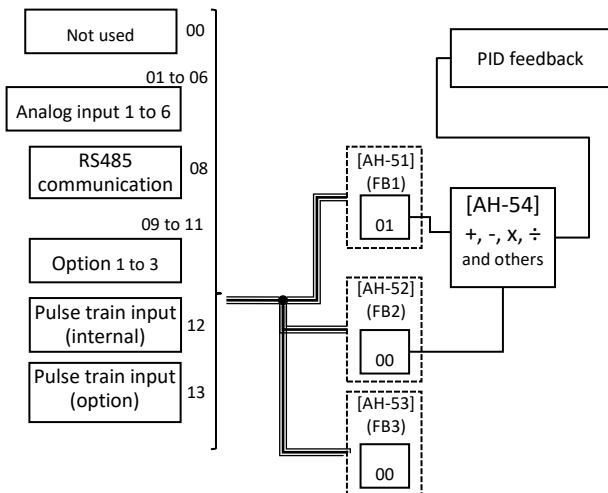 Not used
00
01 to 06
Analog input 1 to 6
RS485
communication
08
09 to 11
Option 1 to 3
Pulse train input
(internal)
12
Pulse train input
(option)
13
[AH-51]
(FB1)
01
[AH-52]
(FB2)
00
[AH-53]
(FB3)
00
[AH-54]
+, -, x, ÷
and others
PID feedback